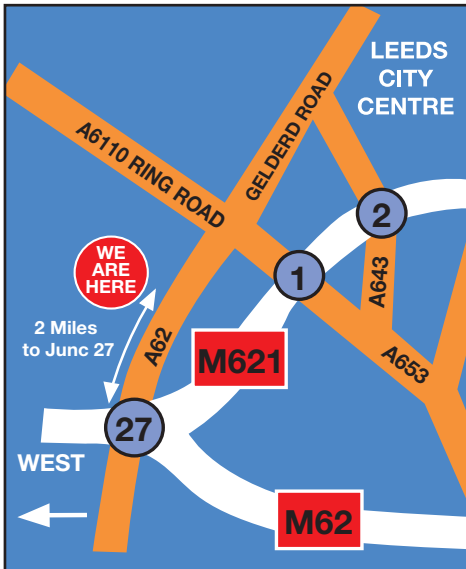 LEEDS
CITY
CENTRE
GELDERD ROAD
A6110 RING ROAD
2
WE
ARE
HERE
1
A643
2 Miles
to Junc 27
A62
M621
A653
27
WEST
M62